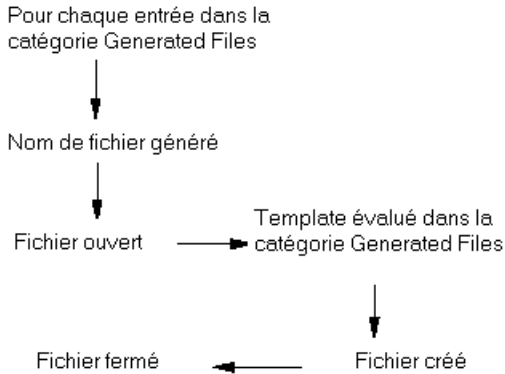 Pour chaque entrée dans la
catégorie Generated Files
Nom de fichier généré
Template évalué dans la
Fichier ouvert
catégorie Generated Files
Fichier fermé
Fichier créé